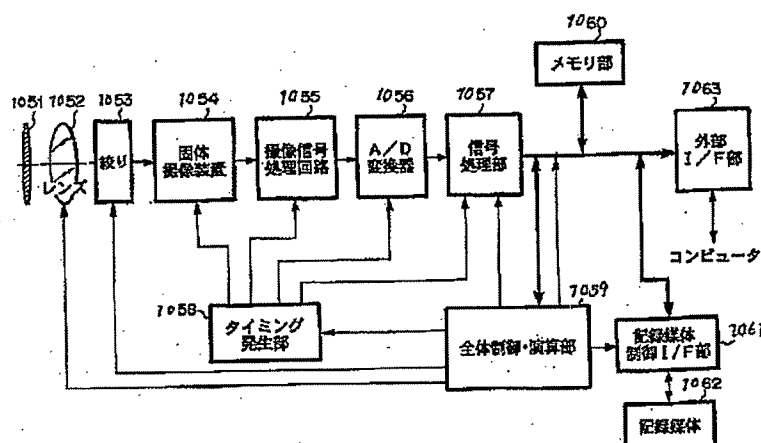 1060
メモリ部
1051
1052
1053
1054
1055
1056
1057
1063
レンズ
絞り
固体
撮像装置
撮像信号
処理回路
A/D
変換器
信号
処理部
外部
I/F部
コンピュータ
1058
タイミング
発生部
1059
全体制御・演算部
記録媒体
制御I/F部
1061
1062
記録媒体